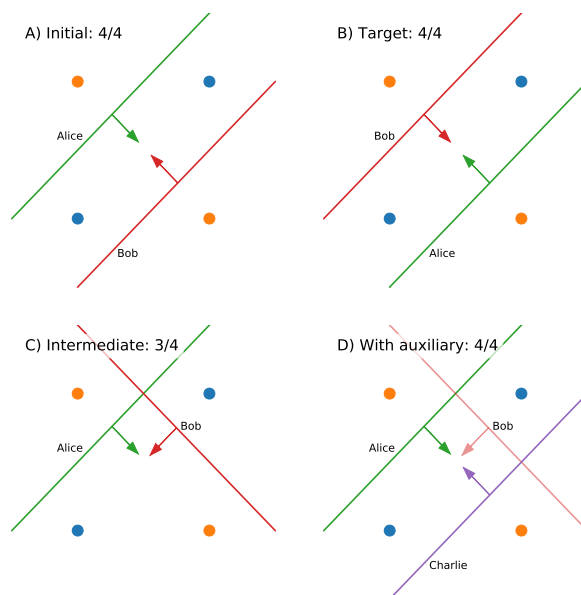 A) Initial: 4/4
Alice
Bob
B) Target: 4/4
Bob
Alice
C) Intermediate: 3/4
Alice
Bob
D) With auxiliary: 4/4
Alice
Bob
Charlie